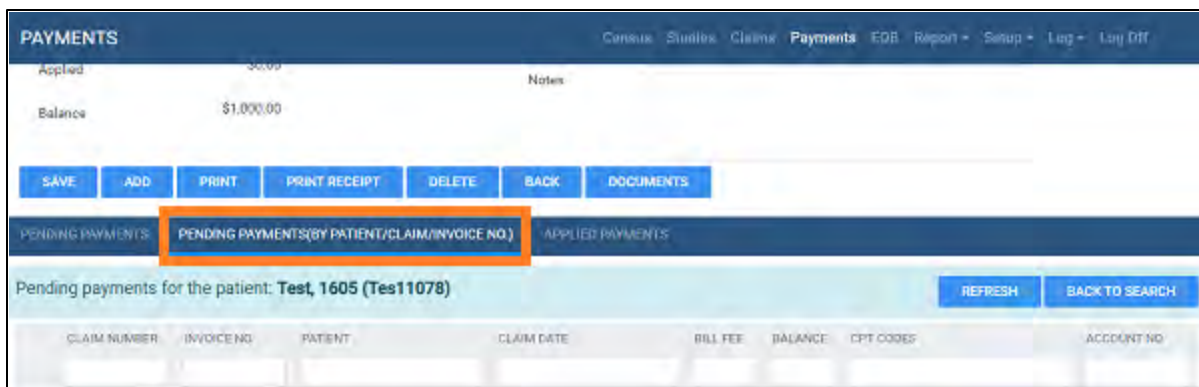 PAYMENTS Census Studies Claims Payments EOB Report Setup Log Log Off
Applied $0.00 Notes
Balance $1,000.00
SAVE ADD PRINT PRINT RECEIPT DELETE BACK DOCUMENTS
PENDING PAYMENTS PENDING PAYMENTS(BY PATIENT/CLAIM/INVOICE NO.) APPLIED PAYMENTS
Pending payments for the patient: Test, 1605 (Tes11078) REFRESH BACK TO SEARCH
CLAIM NUMBER INVOICE NO. PATIENT CLAIM DATE BILL FEE BALANCE CPT CODES ACCOUNT NO